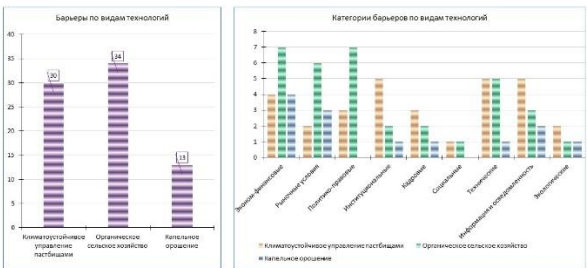 Барьеры по видам технологий
40
35
30
25
20
15
10
5
0
30
34
13
Климатоустойчивое
управление
пастбищами
Органическое
сельское хозяйство
Капельное
орошение
Категории барьеров по видам технологий
8
7
6
5
4
3
2
1
0
Эконом-финансовые
Рыночные условия
Политико-правовые
Институциональные
Кадровые
Социальные
Технические
Информация и осведомленность
Экологические
Климатоустойчивое управление пастбищами
Органическое сельское хозяйство
Капельное орошение